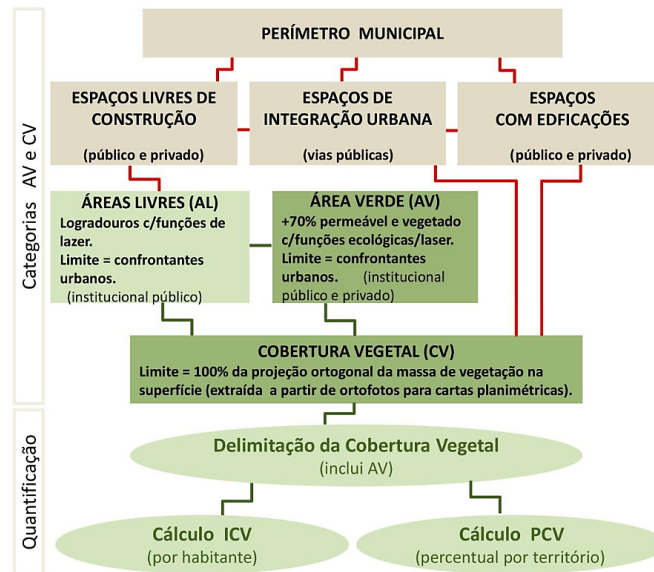 PERÍMETRO MUNICIPAL
ESPAÇOS LIVRES DE
CONSTRUÇÃO
(público e privado)
ESPAÇOS DE
INTEGRAÇÃO URBANA
(vias públicas)
ESPAÇOS
COM EDFICAÇÕES
(público e privado)
Categorias AV e CV
ÁREAS LIVRES (AL)
Logradouros c/funções de
lazer.
Limite = confrontantes
urbanos.
(institucional público)
ÁREA VERDE (AV)
+70% permeável e vegetado
c/funções ecológicas/laser.
Limite = confrontantes
urbanos. (institucional
público e privado)
COBERTURA VEGETAL (CV)
Limite = 100% da projeção ortogonal da massa de vegetação na
superfície (extraída a partir de ortofotos para cartas planimétricas).
Quantificação
Delimitação da Cobertura Vegetal
(inclui AV)
Cálculo ICV
(por habitante)
Cálculo PCV
(percentual por território)